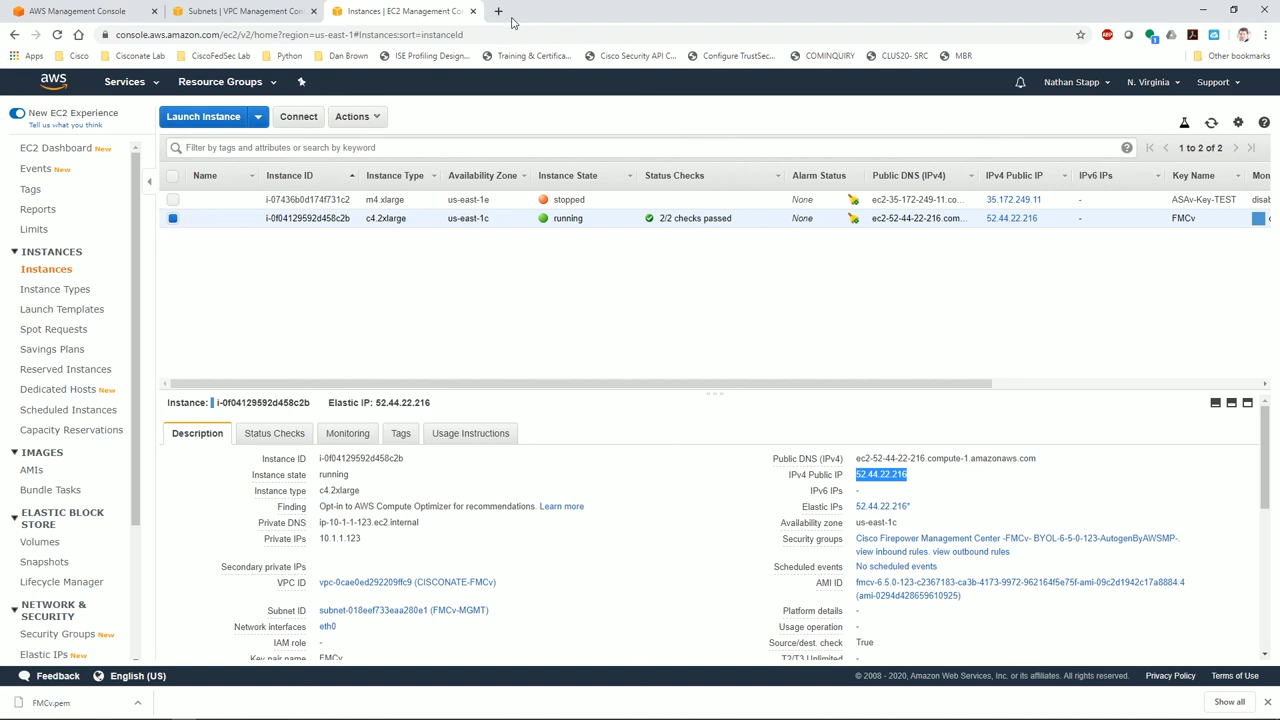 AWS Management Console
Subnets | VPC Management Con
Instances | EC2 Management Co
console.aws.amazon.com/ec2/v2/home?region=us-east-1#Instances:sort=instanceId
Apps
Cisco
Cisconate Lab
CiscoFedSec Lab
Python
Dan Brown
ISE Profiling Design...
Training & Certifica...
Cisco Security API C...
Configure TrustSec...
COMINQUIRY
CLUS20- SRC
MBR
Other bookmarks
aws
Services
Resource Groups
Nathan Stapp
N. Virginia
Support
New EC2 Experience
Tell us what you think
Launch Instance
Connect
Actions
EC2 Dashboard New
Events New
Tags
Reports
Limits
INSTANCES
Instances
Instance Types
Launch Templates
Spot Requests
Savings Plans
Reserved Instances
Dedicated Hosts New
Scheduled Instances
Capacity Reservations
IMAGES
AMIs
Bundle Tasks
ELASTIC BLOCK
STORE
Volumes
Snapshots
Lifecycle Manager
NETWORK &
SECURITY
Security Groups New
Elastic IPs New
Filter by tags and attributes or search by keyword
1 to 2 of 2
Name Instance ID Instance Type Availability Zone Instance State Status Checks Alarm Status Public DNS (IPv4) IPv4 Public IP IPv6 IPs Key Name Mon
i-07436b0d174f731c2 m4.xlarge us-east-1e stopped None ec2-35-172-249-11.co... 35.172.249.11 - ASAv-Key-TEST disab
i-0f04129592d458c2b c4.2xlarge us-east-1c running 2/2 checks passed None ec2-52-44-22-216.com... 52.44.22.216 - FMCv
Instance: i-0f04129592d458c2b Elastic IP: 52.44.22.216
Description
Status Checks
Monitoring
Tags
Usage Instructions
Instance ID i-0f04129592d458c2b
Instance state running
Instance type c4.2xlarge
Finding Opt-in to AWS Compute Optimizer for recommendations. Learn more
Private DNS ip-10-1-1-123.ec2.internal
Private IPs 10.1.1.123
Secondary private IPs
VPC ID vpc-0cae0ed292209ffc9 (CISCONATE-FMCv)
Subnet ID subnet-018eef733eaa280e1 (FMCv-MGMT)
Network interfaces eth0
IAM role -
Key pair name FMCv
Public DNS (IPv4) ec2-52-44-22-216.compute-1.amazonaws.com
IPv4 Public IP 52.44.22.216
IPv6 IPs -
Elastic IPs 52.44.22.216*
Availability zone us-east-1c
Security groups Cisco Firepower Management Center -FMCv- BYOL-6-5-0-123-AutogenByAWSMP-.
view inbound rules. view outbound rules
Scheduled events No scheduled events
AMI ID fmcv-6.5.0-123-c2367183-ca3b-4173-9972-962164f5e75f-ami-09c2d1942c17a8884.4
(ami-0294d428659610925)
Platform details -
Usage operation -
Source/dest. check True
T2/T3 Unlimited -
Feedback
English (US)
© 2008 - 2020, Amazon Web Services, Inc. or its affiliates. All rights reserved.
Privacy Policy
Terms of Use
FMCv.pem
Show all